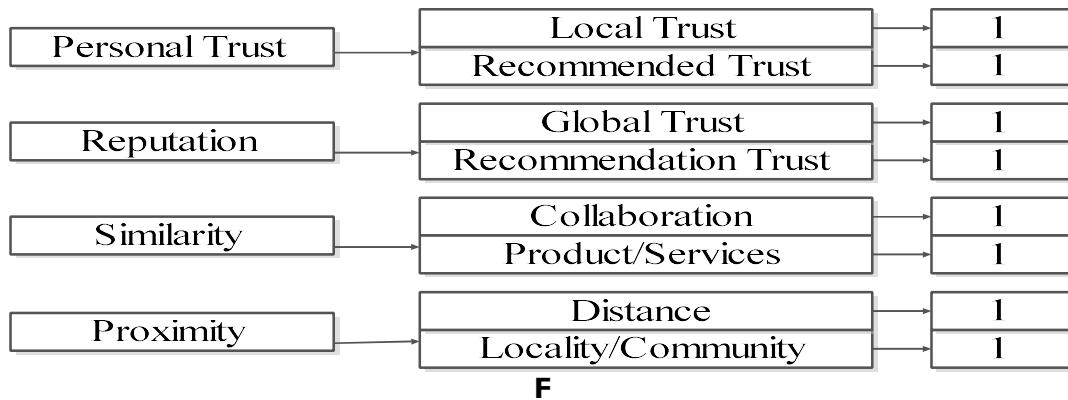 Personal Trust
Local Trust 1
Recommended Trust 1
Reputation
Global Trust 1
Recommendation Trust 1
Similarity
Collaboration 1
Product/Services 1
Proximity
Distance 1
Locality/Community 1
F